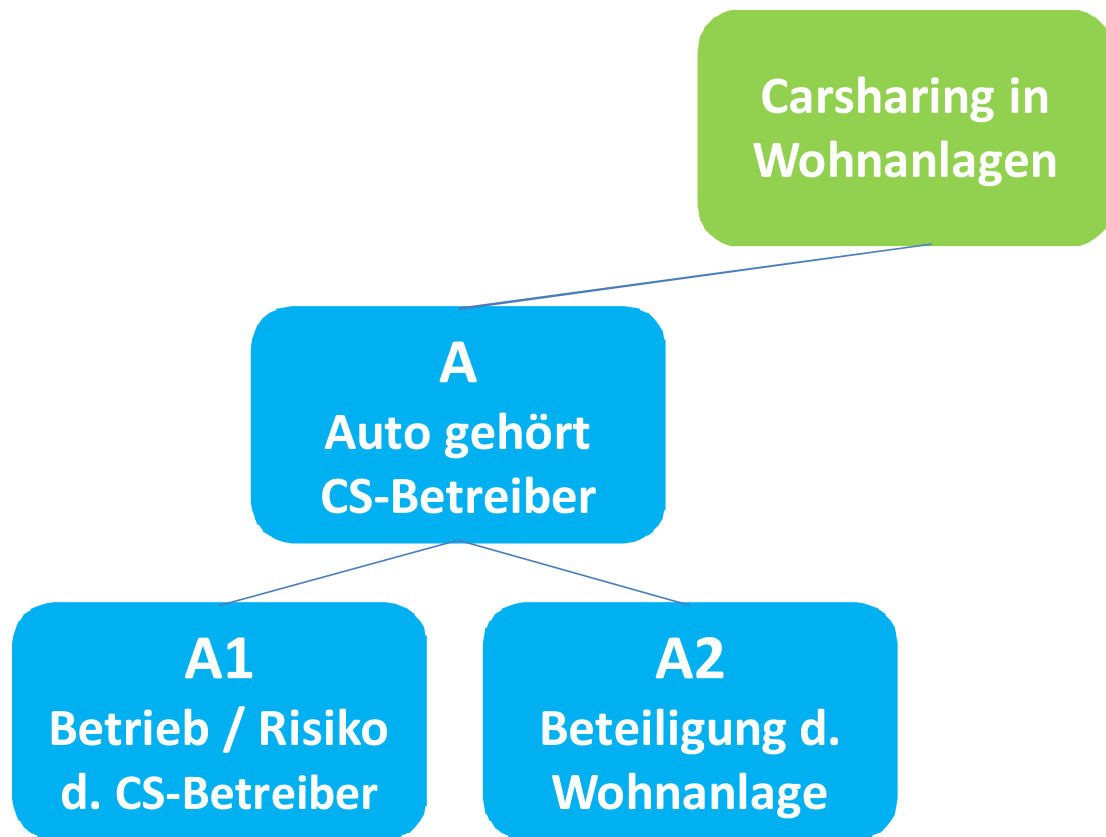 Carsharing in
Wohnanlagen
A
Auto gehört
CS-Betreiber
A1
Betrieb / Risiko
d. CS-Betreiber
A2
Beteiligung d.
Wohnanlage